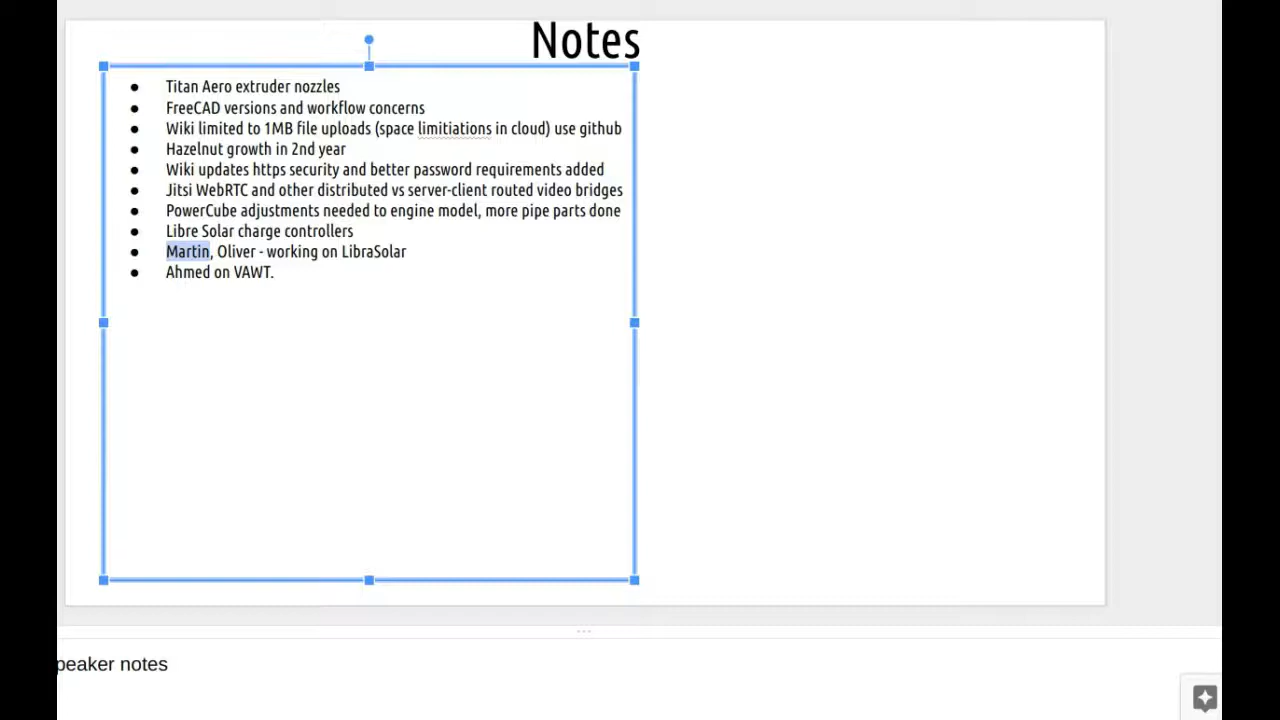 Notes
● Titan Aero extruder nozzles
● FreeCAD versions and workflow concerns
● Wiki limited to 1MB file uploads (space limitiations in cloud) use github
● Hazelnut growth in 2nd year
● Wiki updates https security and better password requirements added
● Jitsi WebRTC and other distributed vs server-client routed video bridges
● PowerCube adjustments needed to engine model, more pipe parts done
● Libre Solar charge controllers
● Martin, Oliver - working on LibraSolar
● Ahmed on VAWT.
peaker notes